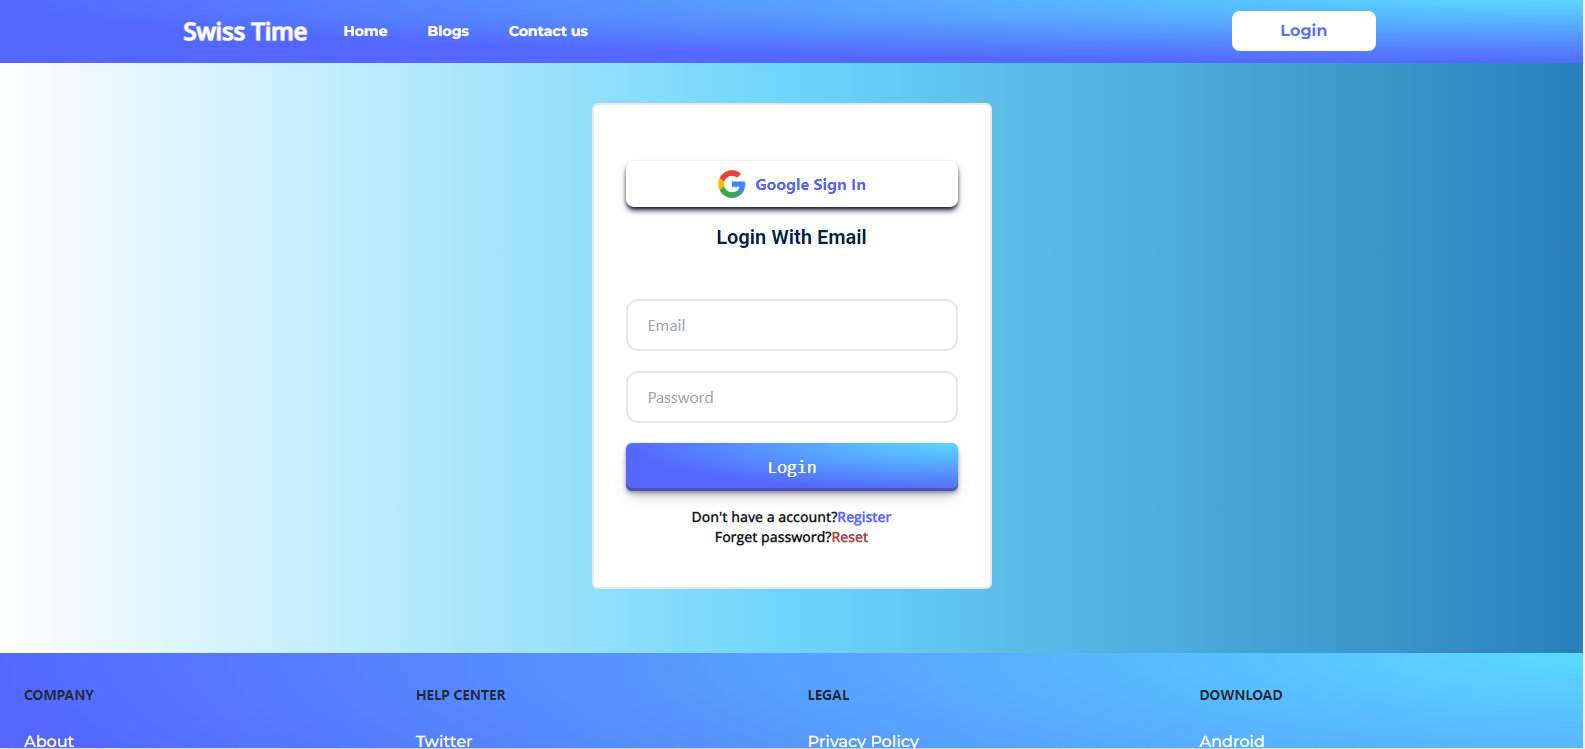 Swiss Time Home Blogs Contact us Login
Google Sign In
Login With Email
Email
Password
Login
Don't have a account?Register
Forget password?Reset
COMPANY HELP CENTER LEGAL DOWNLOAD
About Twitter Privacy Policy Android